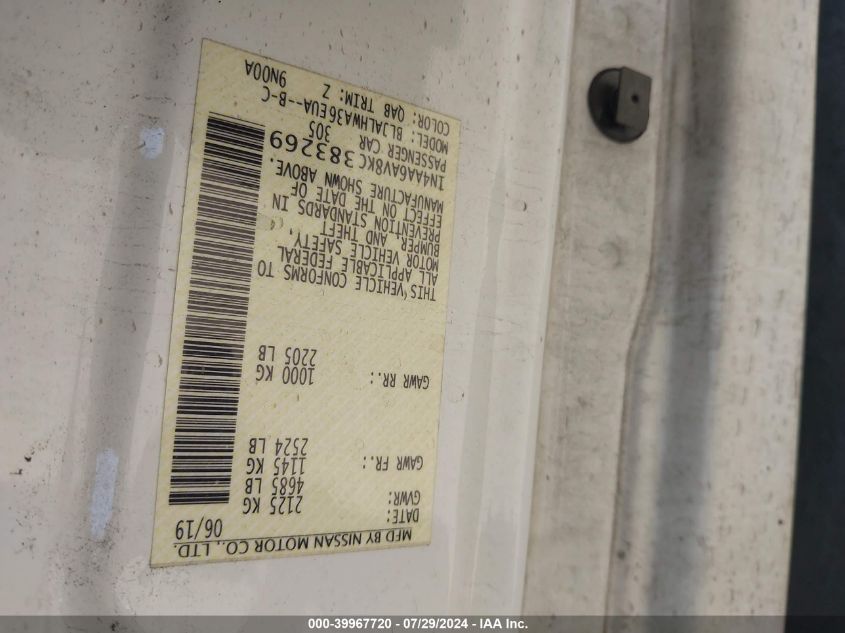 MFD BY NISSAN MOTOR CO., LTD.
DATE: 06/19
GVWR: 2125 KG
4685 LB
GAWR FR.: 1145 KG
2524 LB
GAWR RR.: 1000 KG
2205 LB
THIS VEHICLE CONFORMS TO
ALL APPLICABLE FEDERAL
MOTOR VEHICLE SAFETY,
BUMPER, AND THEFT
PREVENTION STANDARDS IN
EFFECT ON THE DATE OF
MANUFACTURE SHOWN ABOVE.
1N4AA6AV8KC383269
PASSENGER CAR 305
MODEL: BLJALHWA36EUA--B-C
COLOR: QAB TRIM: Z 9N00A
000-39967720 - 07/29/2024 - IAA Inc.